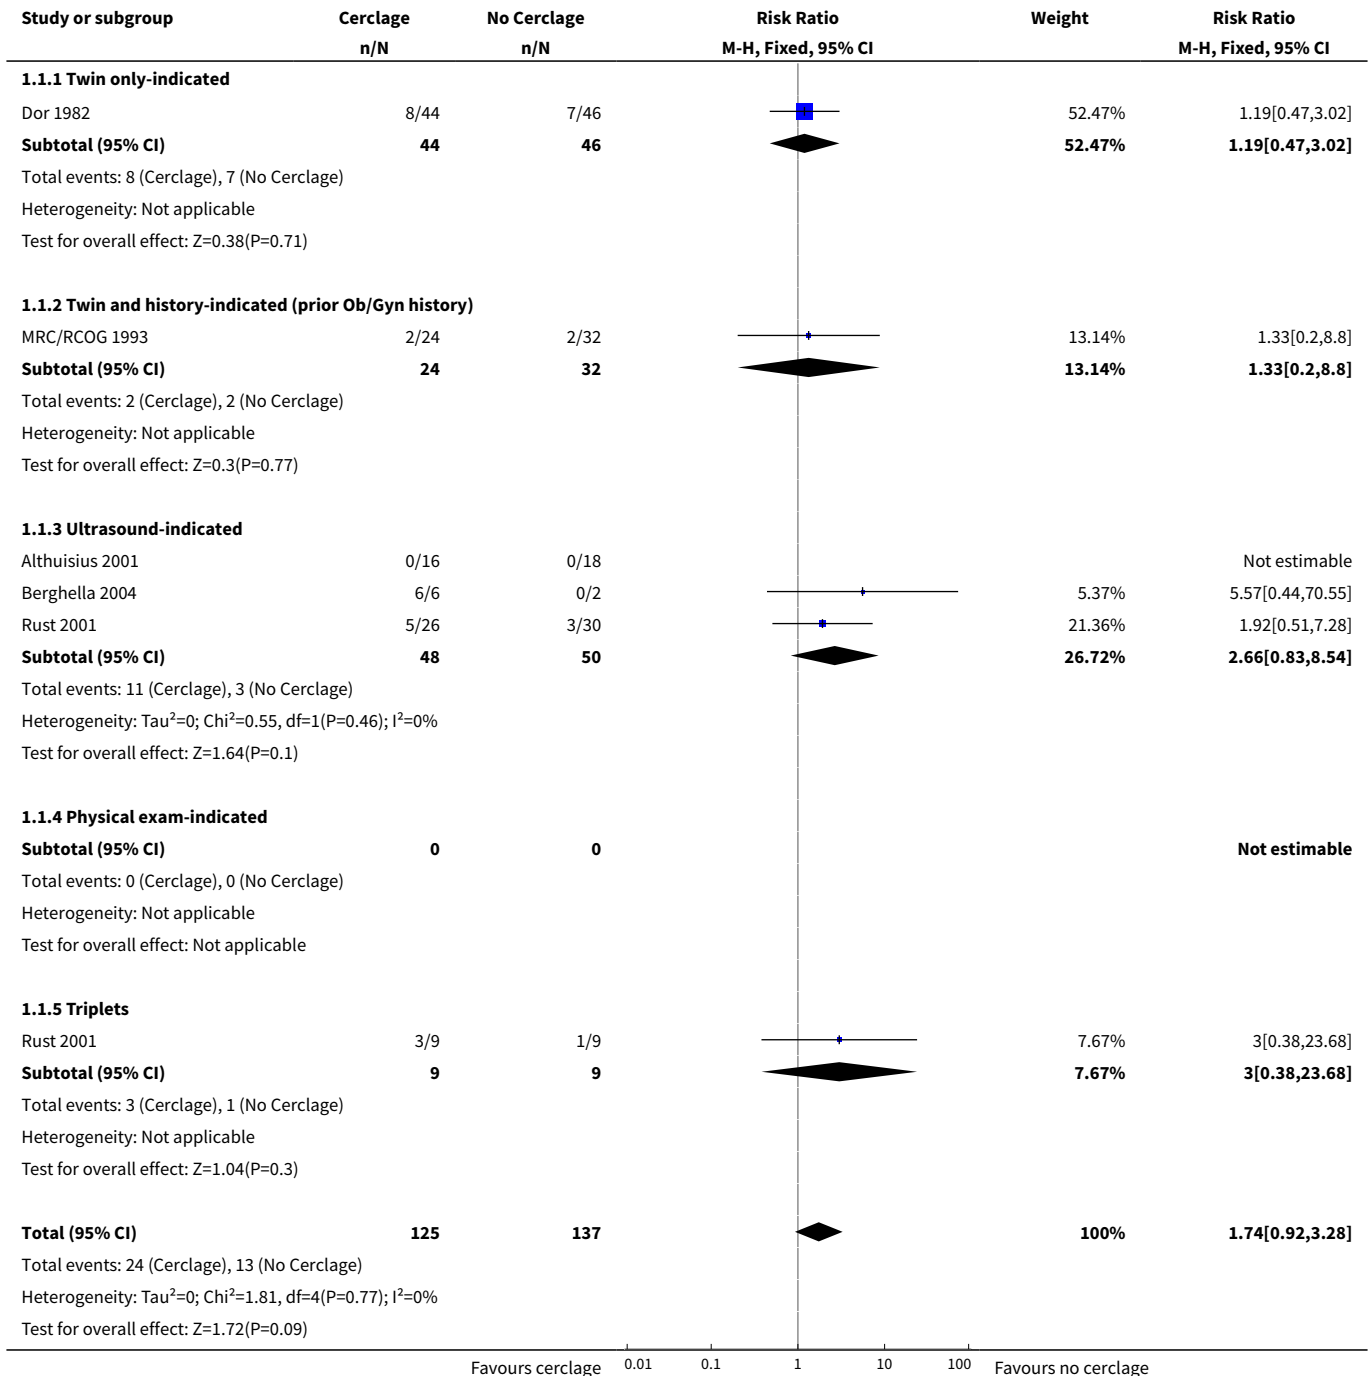 Study or subgroup Cerclage No Cerclage Risk Ratio Weight Risk Ratio
n/N n/N M-H, Fixed, 95% CI M-H, Fixed, 95% CI
1.1.1 Twin only-indicated
Dor 1982 8/44 7/46 52.47% 1.19[0.47,3.02]
Subtotal (95% CI) 44 46 52.47% 1.19[0.47,3.02]
Total events: 8 (Cerclage), 7 (No Cerclage)
Heterogeneity: Not applicable
Test for overall effect: Z=0.38(P=0.71)
1.1.2 Twin and history-indicated (prior Ob/Gyn history)
MRC/RCOG 1993 2/24 2/32 13.14% 1.33[0.2,8.8]
Subtotal (95% CI) 24 32 13.14% 1.33[0.2,8.8]
Total events: 2 (Cerclage), 2 (No Cerclage)
Heterogeneity: Not applicable
Test for overall effect: Z=0.3(P=0.77)
1.1.3 Ultrasound-indicated
Althuisius 2001 0/16 0/18 Not estimable
Berghella 2004 6/6 0/2 5.37% 5.57[0.44,70.55]
Rust 2001 5/26 3/30 21.36% 1.92[0.51,7.28]
Subtotal (95% CI) 48 50 26.72% 2.66[0.83,8.54]
Total events: 11 (Cerclage), 3 (No Cerclage)
Heterogeneity: Tau²=0; Chi²=0.55, df=1(P=0.46); I²=0%
Test for overall effect: Z=1.64(P=0.1)
1.1.4 Physical exam-indicated
Subtotal (95% CI) 0 0 Not estimable
Total events: 0 (Cerclage), 0 (No Cerclage)
Heterogeneity: Not applicable
Test for overall effect: Not applicable
1.1.5 Triplets
Rust 2001 3/9 1/9 7.67% 3[0.38,23.68]
Subtotal (95% CI) 9 9 7.67% 3[0.38,23.68]
Total events: 3 (Cerclage), 1 (No Cerclage)
Heterogeneity: Not applicable
Test for overall effect: Z=1.04(P=0.3)
Total (95% CI) 125 137 100% 1.74[0.92,3.28]
Total events: 24 (Cerclage), 13 (No Cerclage)
Heterogeneity: Tau²=0; Chi²=1.81, df=4(P=0.77); I²=0%
Test for overall effect: Z=1.72(P=0.09)
Favours cerclage 0.01 0.1 1 10 100 Favours no cerclage